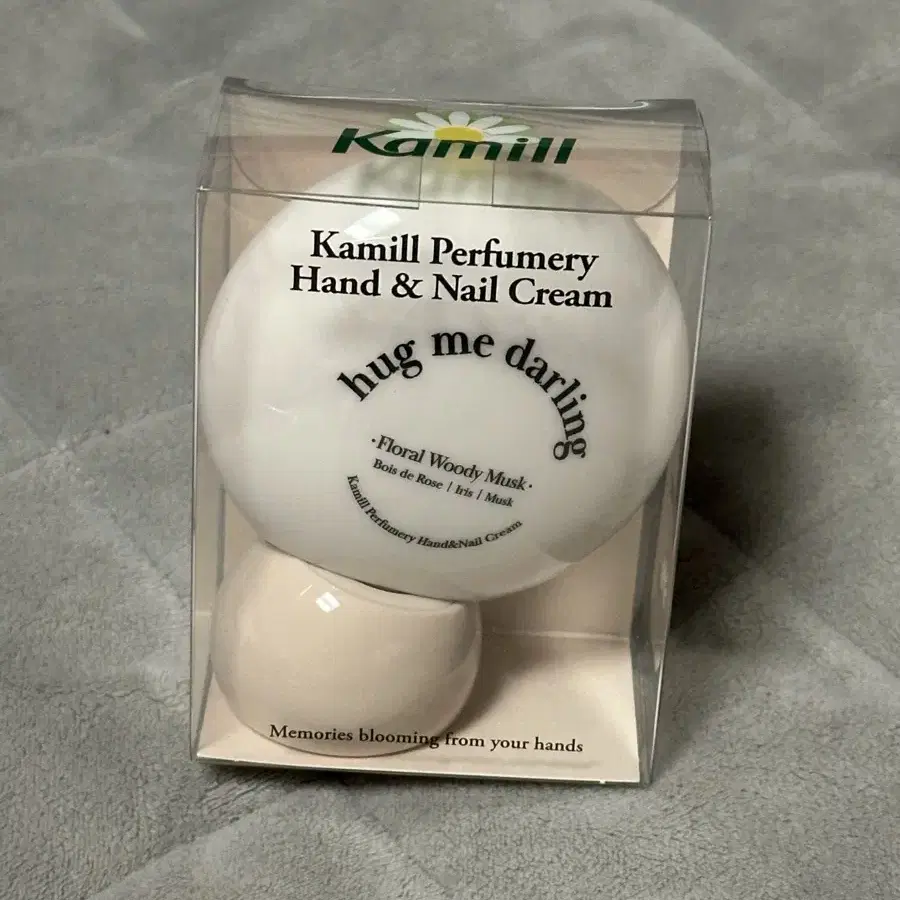 Kamill
Kamill Perfumery
Hand & Nail Cream
hug me darling
·Floral Woody Musk·
Bois de Rose / Iris / Musk
Kamill Perfumery Hand&Nail Cream
Memories blooming from your hands